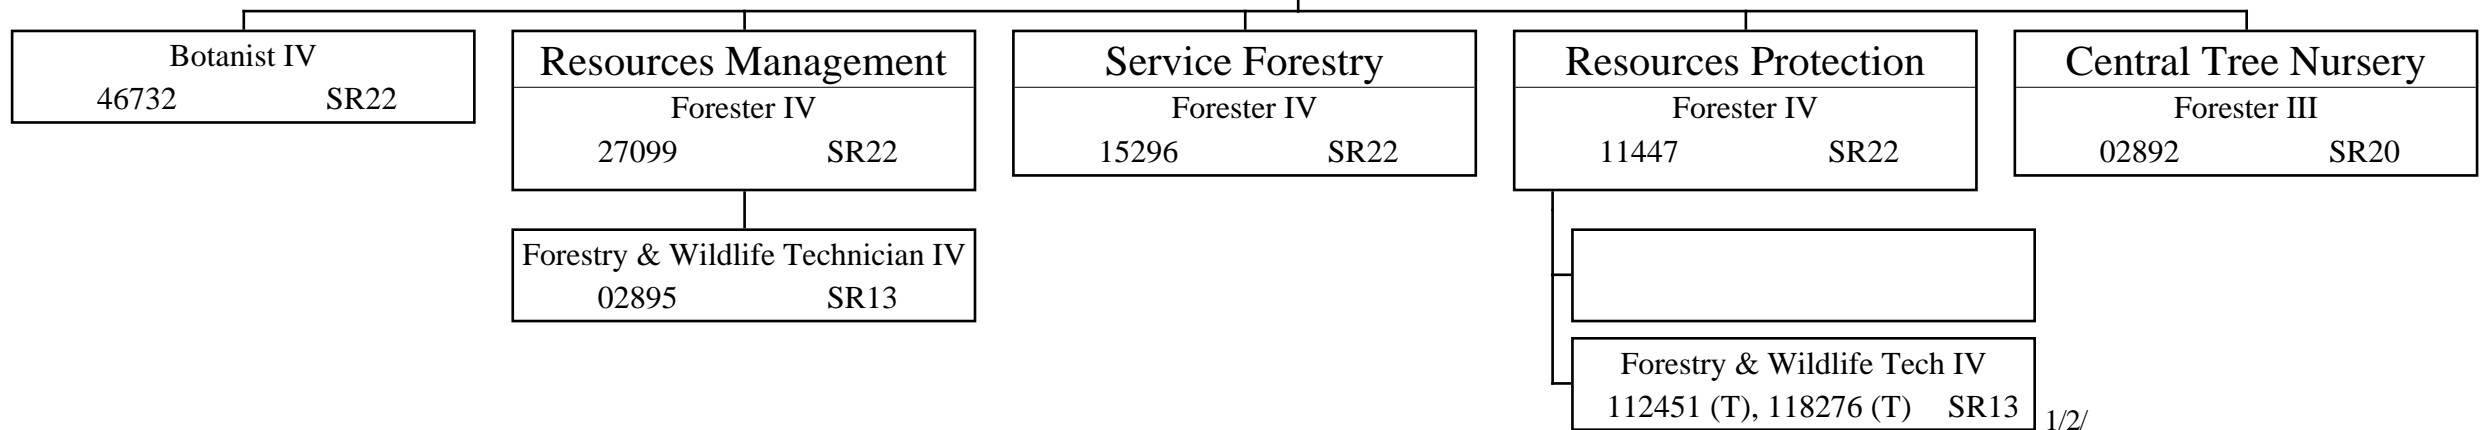 Botanist IV
46732 SR22
Resources Management
Forester IV
27099 SR22
Forestry & Wildlife Technician IV
02895 SR13
Service Forestry
Forester IV
15296 SR22
Resources Protection
Forester IV
11447 SR22
Forestry & Wildlife Tech IV
112451 (T), 118276 (T) SR13 1/2/
Central Tree Nursery
Forester III
02892 SR20